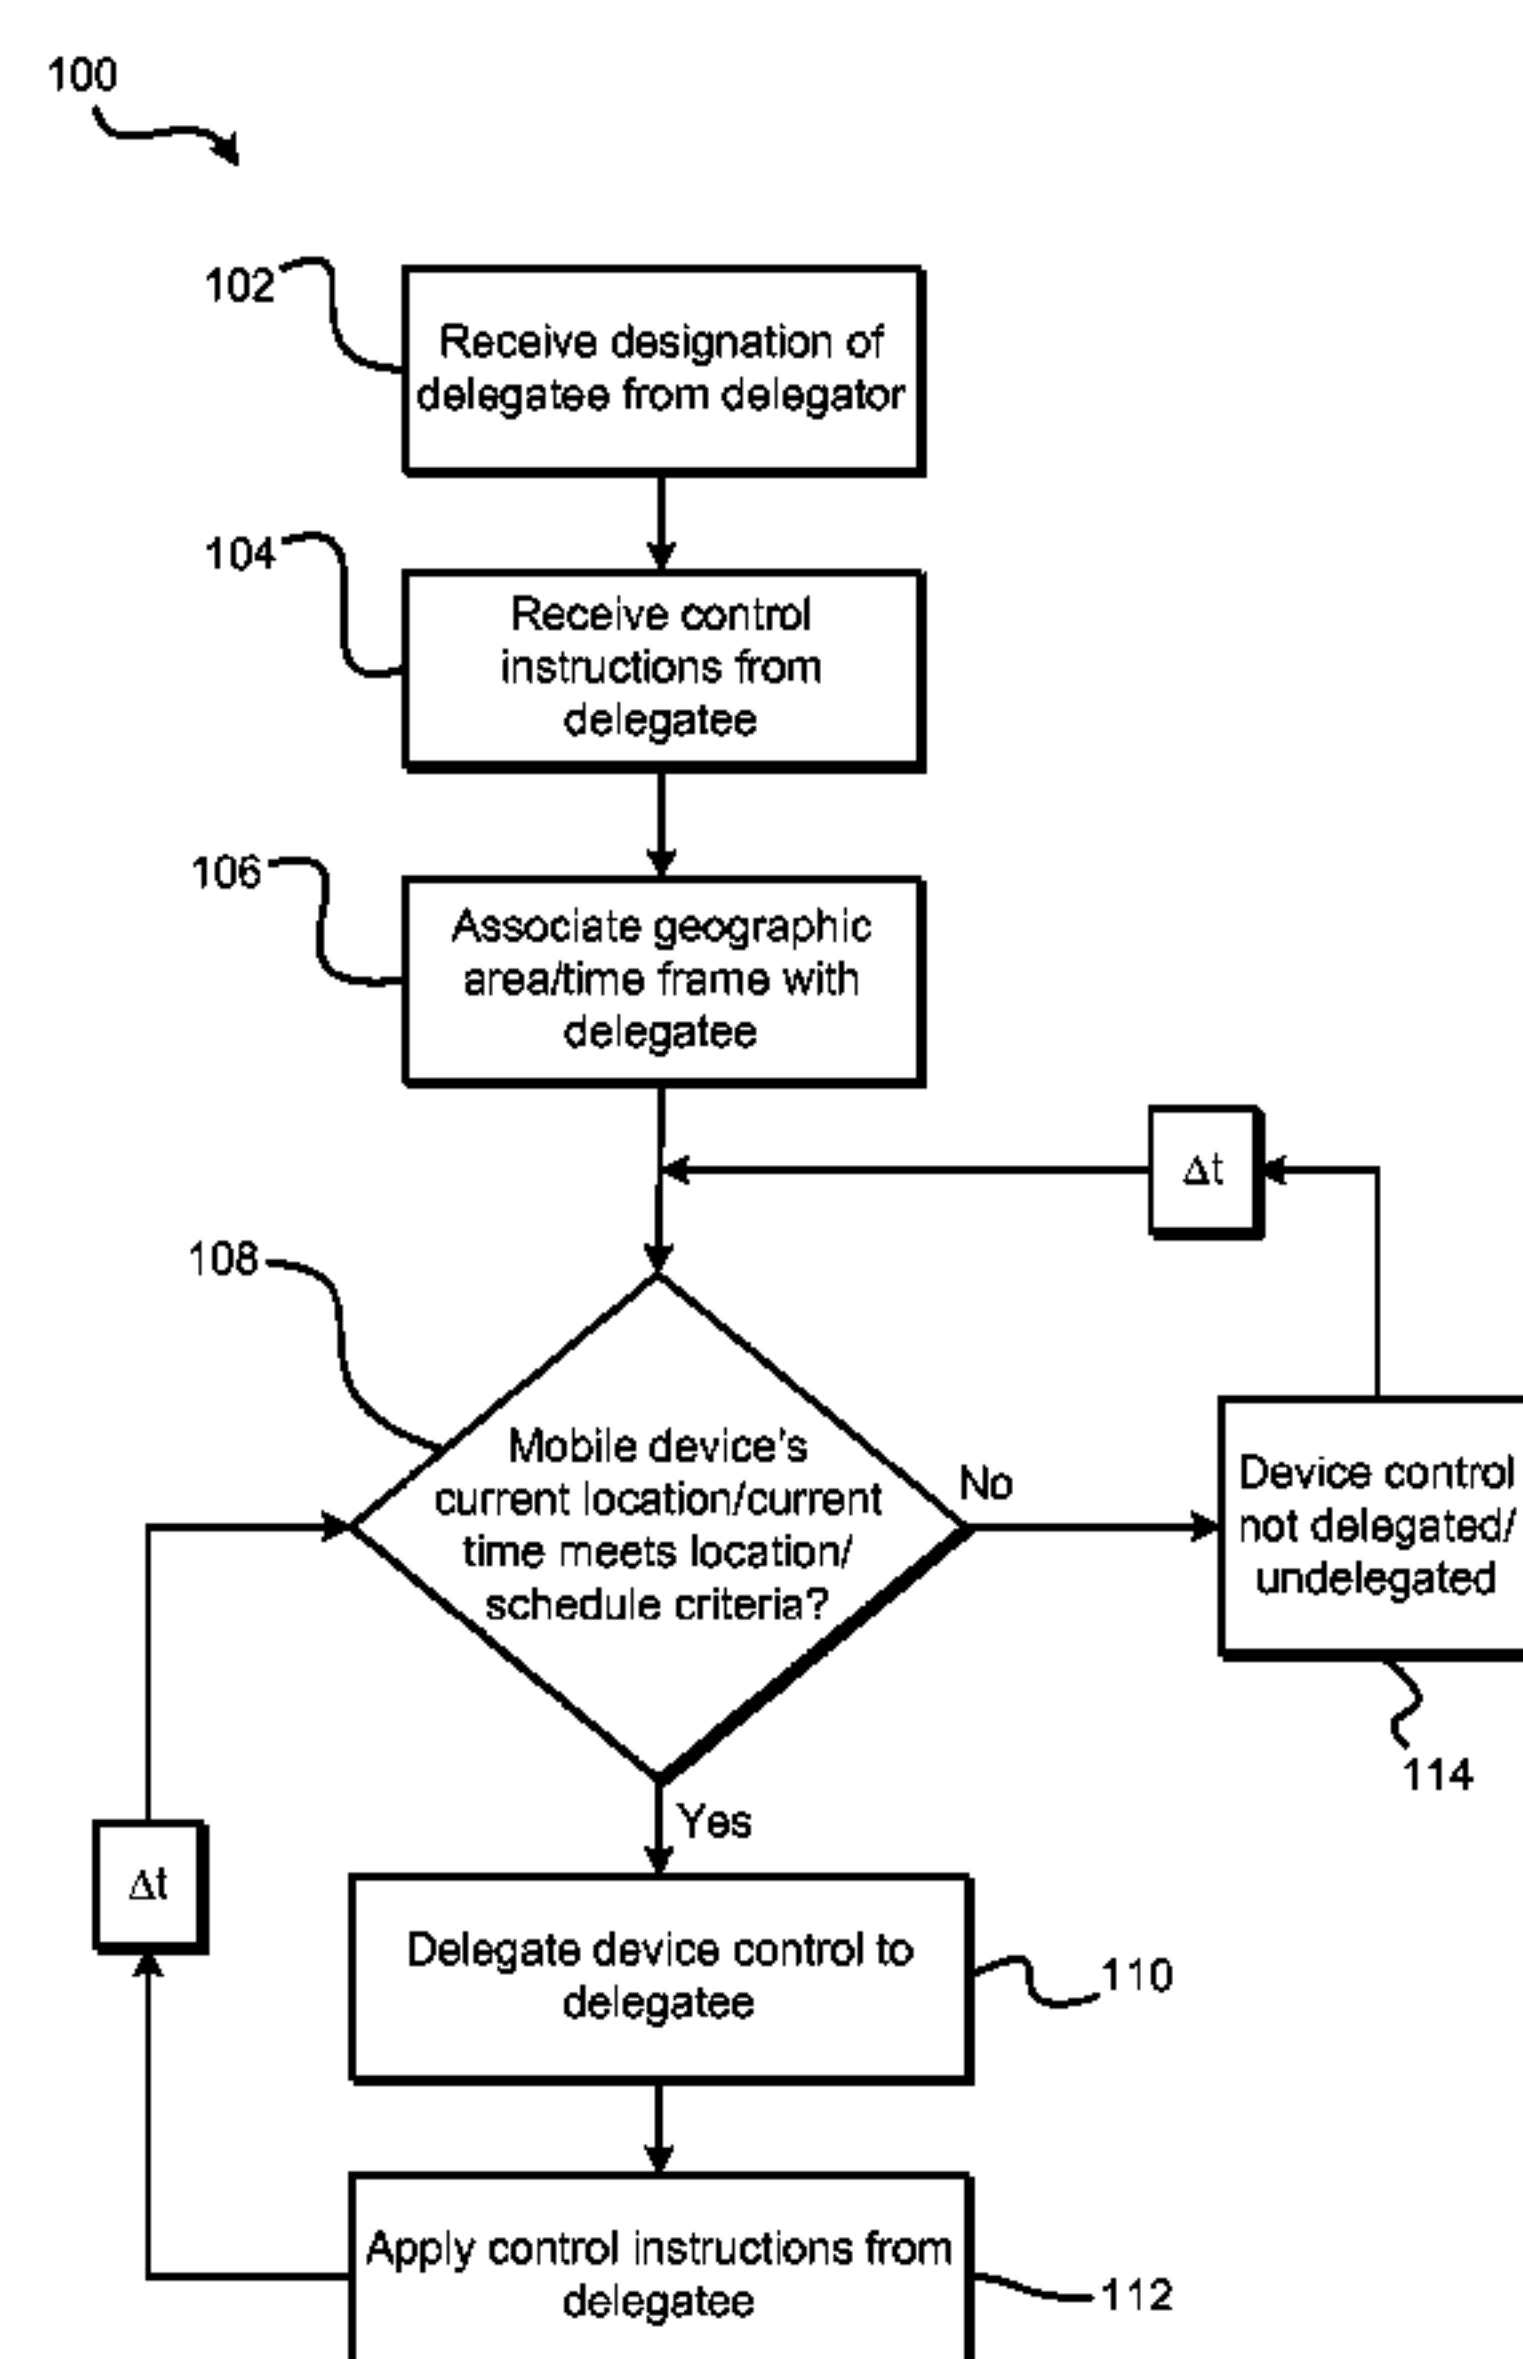 100
102
Receive designation of
delegatee from delegator
104
Receive control
instructions from
delegatee
106
Associate geographic
area/time frame with
delegatee
Δt
108
Mobile device's
current location/current
time meets location/
schedule criteria?
No
Device control
not delegated/
undelegated
114
Yes
Δt
Delegate device control to
delegatee
110
Apply control instructions from
delegatee
112